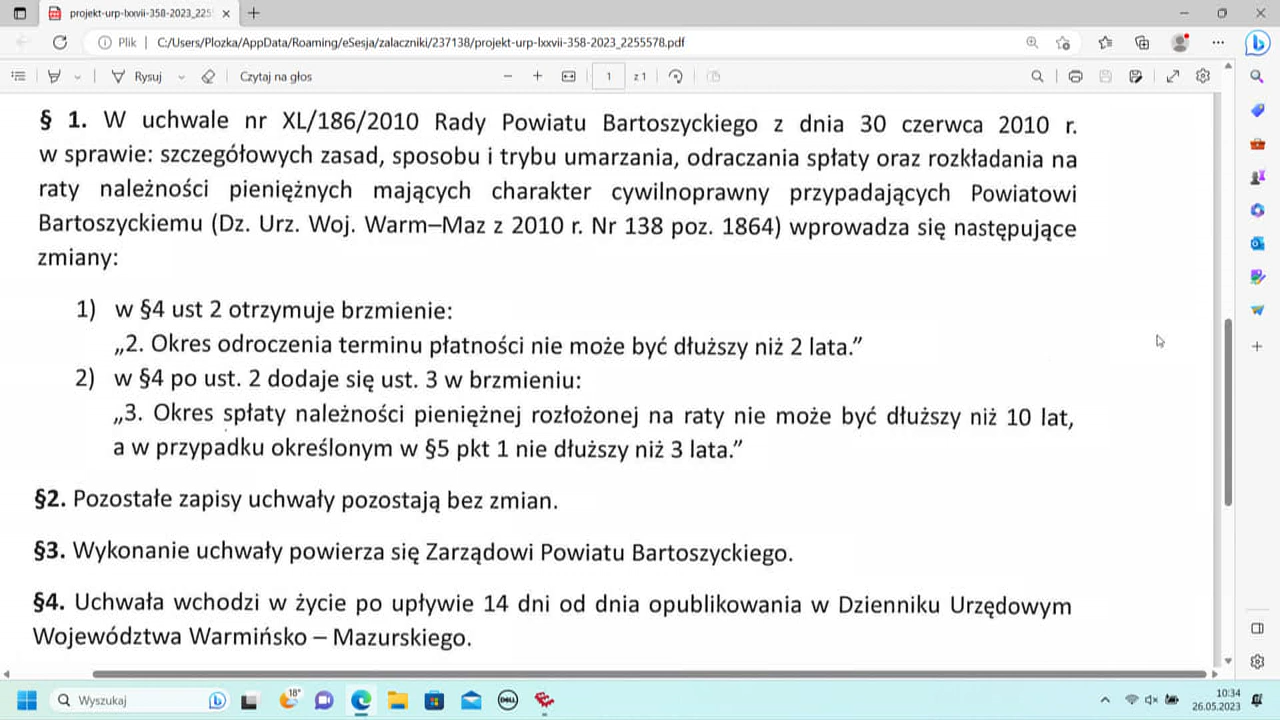 projekt-urp-lxxvii-358-2023_225
Plik
C:/Users/Plozka/AppData/Roaming/eSesja/zalaczniki/237138/projekt-urp-lxxvii-358-2023_2255578.pdf
Rysuj
Czytaj na głos
1
z 1
§ 1. W uchwale nr XL/186/2010 Rady Powiatu Bartoszyckiego z dnia 30 czerwca 2010 r.
w sprawie: szczegółowych zasad, sposobu i trybu umarzania, odraczania spłaty oraz rozkładania na
raty należności pieniężnych mających charakter cywilnoprawny przypadających Powiatowi
Bartoszyckiemu (Dz. Urz. Woj. Warm–Maz z 2010 r. Nr 138 poz. 1864) wprowadza się następujące
zmiany:
1) w §4 ust 2 otrzymuje brzmienie:
„2. Okres odroczenia terminu płatności nie może być dłuższy niż 2 lata.”
2) w §4 po ust. 2 dodaje się ust. 3 w brzmieniu:
„3. Okres spłaty należności pieniężnej rozłożonej na raty nie może być dłuższy niż 10 lat,
a w przypadku określonym w §5 pkt 1 nie dłuższy niż 3 lata.”
§2. Pozostałe zapisy uchwały pozostają bez zmian.
§3. Wykonanie uchwały powierza się Zarządowi Powiatu Bartoszyckiego.
§4. Uchwała wchodzi w życie po upływie 14 dni od dnia opublikowania w Dzienniku Urzędowym
Województwa Warmińsko – Mazurskiego.
Wyszukaj
18°
DELL
10:34
26.05.2023